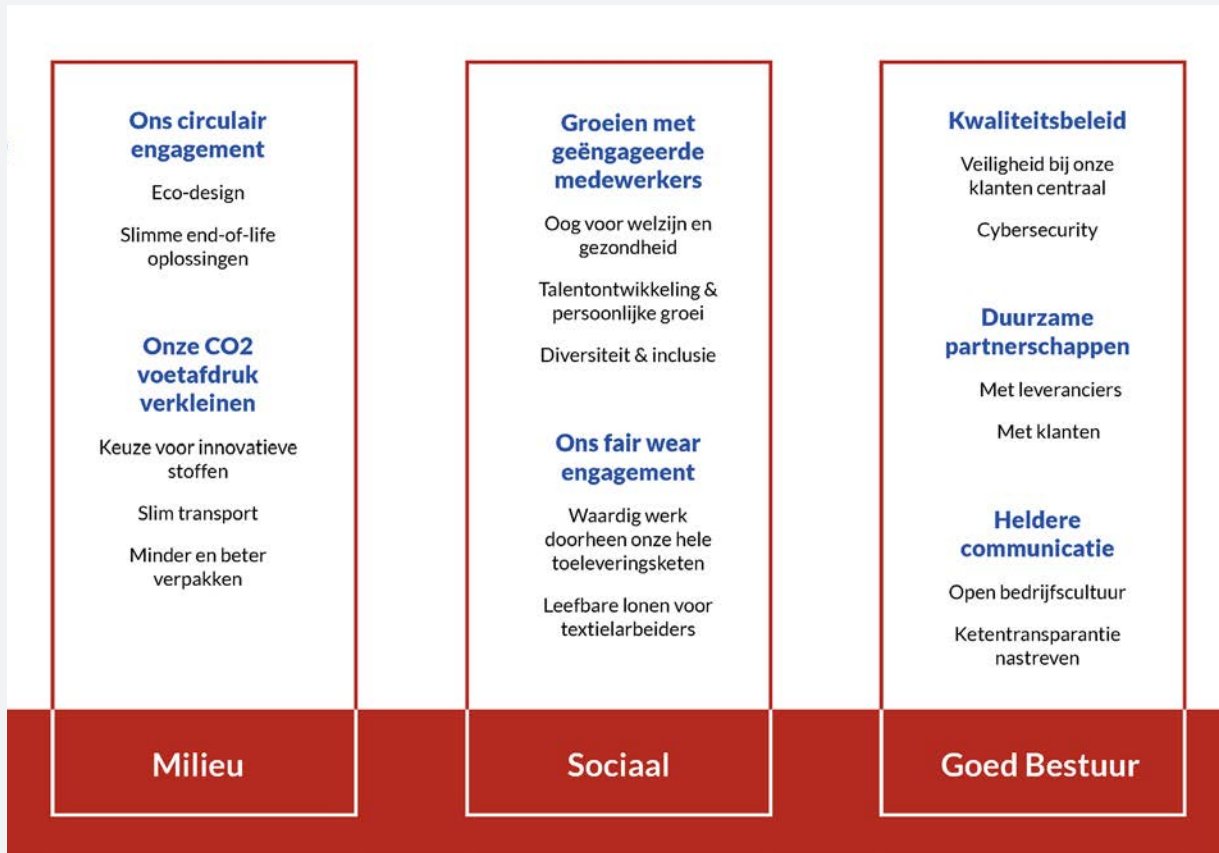 Ons circulair
engagement
Eco-design
Slimme end-of-life
oplossingen
Onze CO2
voetafdruk
verkleinen
Keuze voor innovatieve
stoffen
Slim transport
Minder en beter
verpakken
Milieu
Groeien met
geëngageerde
medewerkers
Oog voor welzijn en
gezondheid
Talentontwikkeling &
persoonlijke groei
Diversiteit & inclusie
Ons fair wear
engagement
Waardig werk
doorheen onze hele
toeleveringsketen
Leefbare lonen voor
textielarbeiders
Sociaal
Kwaliteitsbeleid
Veiligheid bij onze
klanten centraal
Cybersecurity
Duurzame
partnerschappen
Met leveranciers
Met klanten
Heldere
communicatie
Open bedrijfscultuur
Ketentransparantie
nastreven
Goed Bestuur